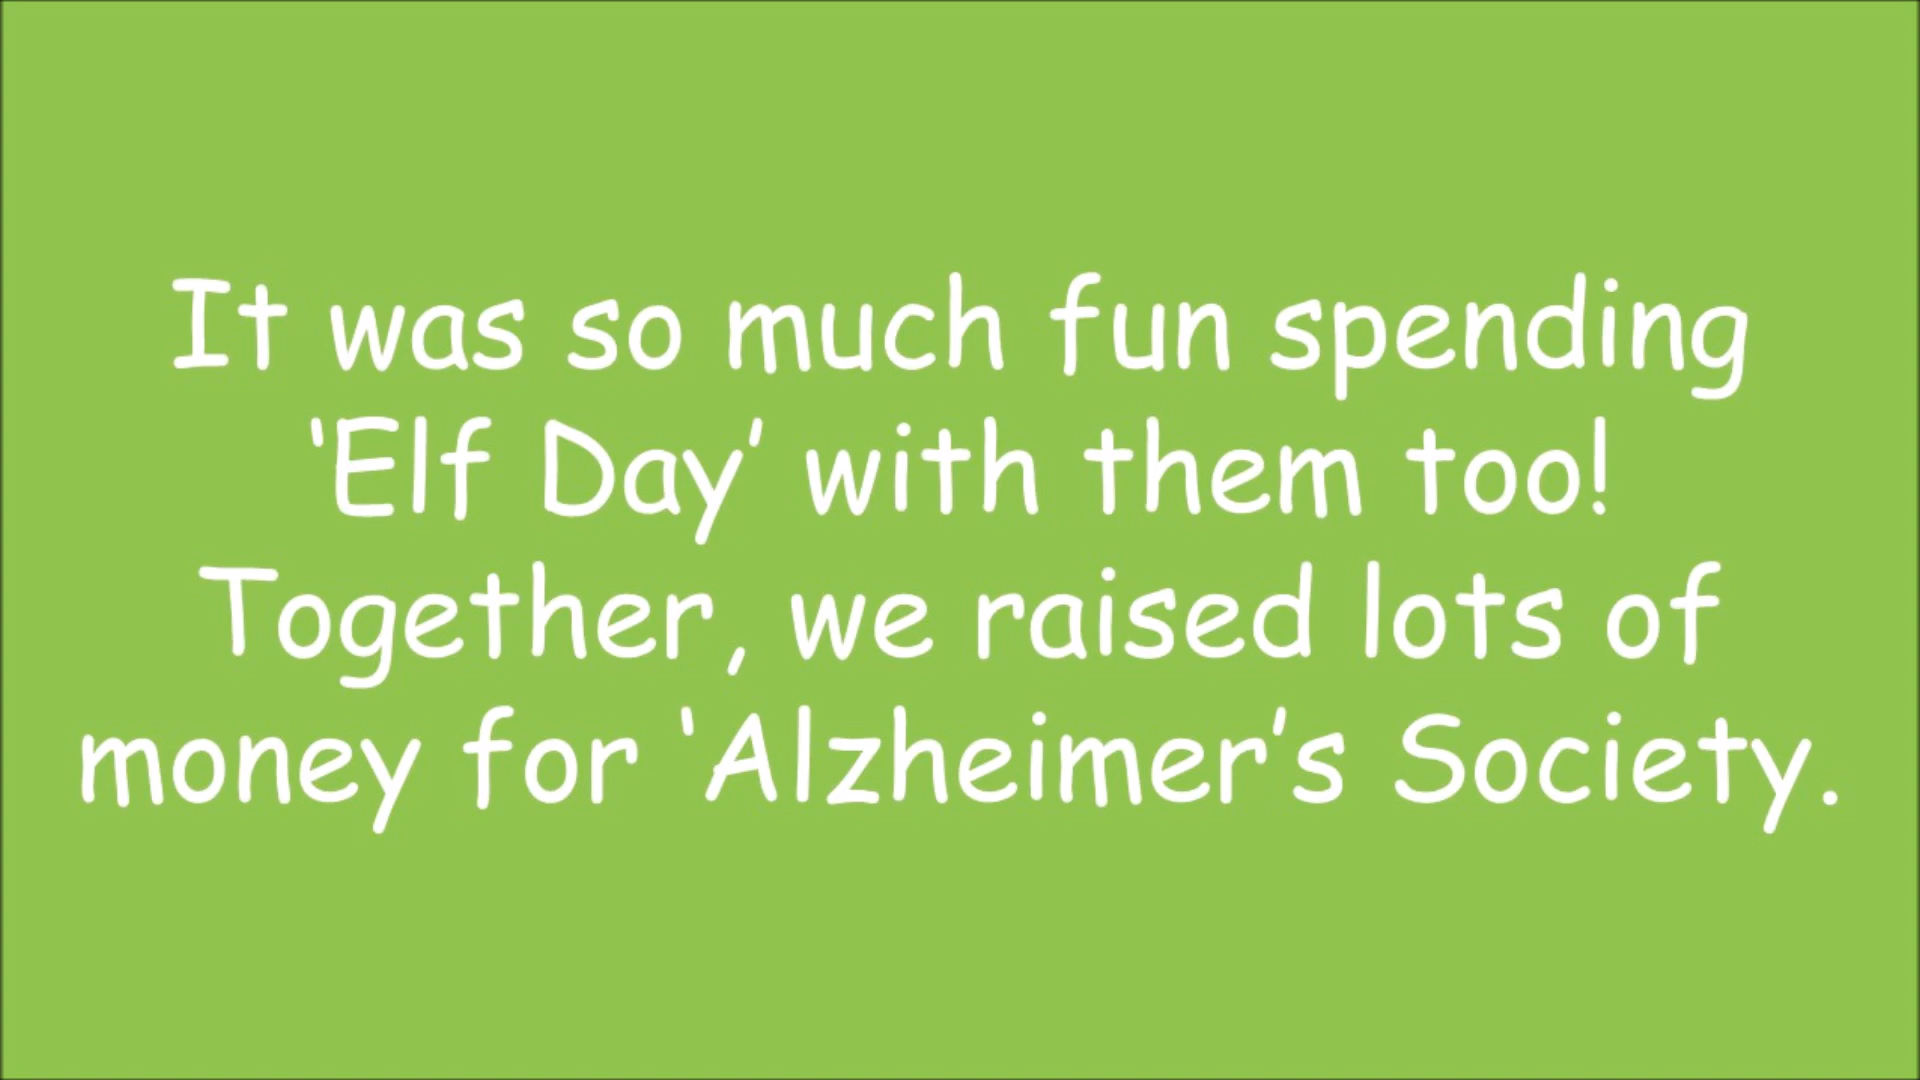 It was so much fun spending
‘Elf Day’ with them too!
Together, we raised lots of
money for ‘Alzheimer’s Society.